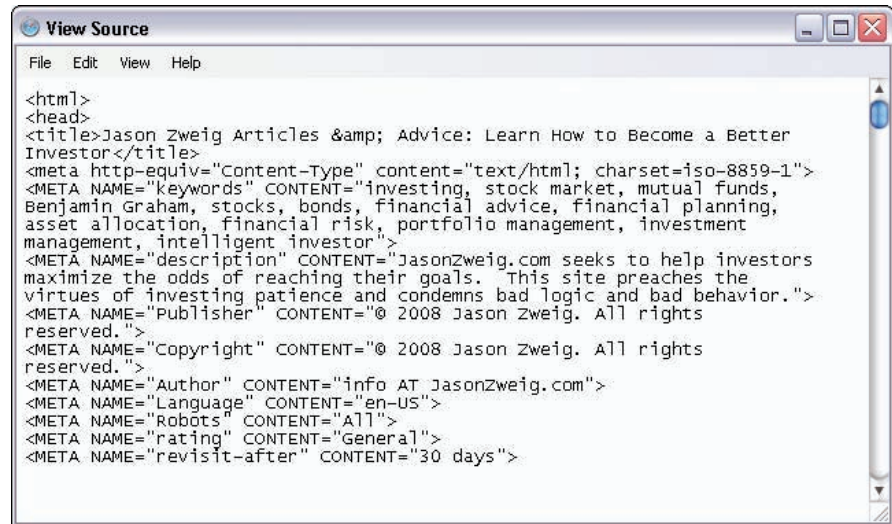 View Source
File Edit View Help
<html>
<head>
<title>Jason Zweig Articles &amp; Advice: Learn How to Become a Better
Investor</title>
<meta http-equiv="Content-Type" content="text/html; charset=iso-8859-1">
<META NAME="keywords" CONTENT="investing, stock market, mutual funds,
Benjamin Graham, stocks, bonds, financial advice, financial planning,
asset allocation, financial risk, portfolio management, investment
management, intelligent investor">
<META NAME="description" CONTENT="JasonZweig.com seeks to help investors
maximize the odds of reaching their goals.  This site preaches the
virtues of investing patience and condemns bad logic and bad behavior.">
<META NAME="Publisher" CONTENT="© 2008 Jason Zweig. All rights
reserved.">
<META NAME="Copyright" CONTENT="© 2008 Jason Zweig. All rights
reserved.">
<META NAME="Author" CONTENT="info AT JasonZweig.com">
<META NAME="Language" CONTENT="en-US">
<META NAME="Robots" CONTENT="All">
<META NAME="rating" CONTENT="General">
<META NAME="revisit-after" CONTENT="30 days">